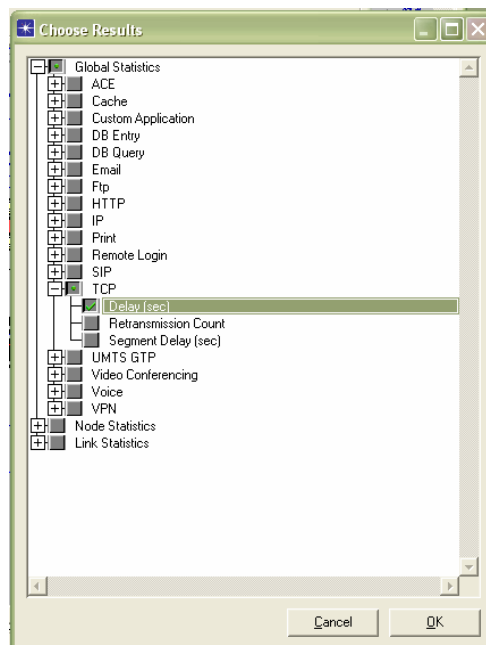 Choose Results
Global Statistics
ACE
Cache
Custom Application
DB Entry
DB Query
Email
Ftp
HTTP
IP
Print
Remote Login
SIP
TCP
Delay (sec)
Retransmission Count
Segment Delay (sec)
UMTS GTP
Video Conferencing
Voice
VPN
Node Statistics
Link Statistics
Cancel OK